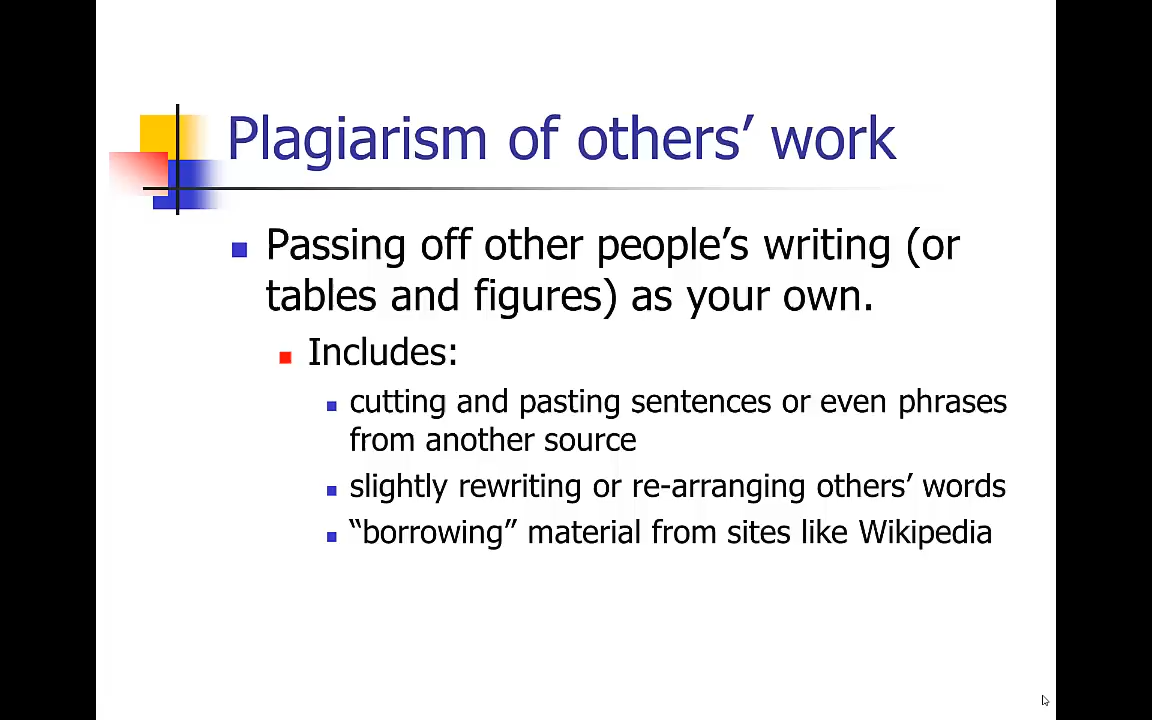 Plagiarism of others’ work
Passing off other people’s writing (or
tables and figures) as your own.
Includes:
cutting and pasting sentences or even phrases
from another source
slightly rewriting or re-arranging others’ words
“borrowing” material from sites like Wikipedia